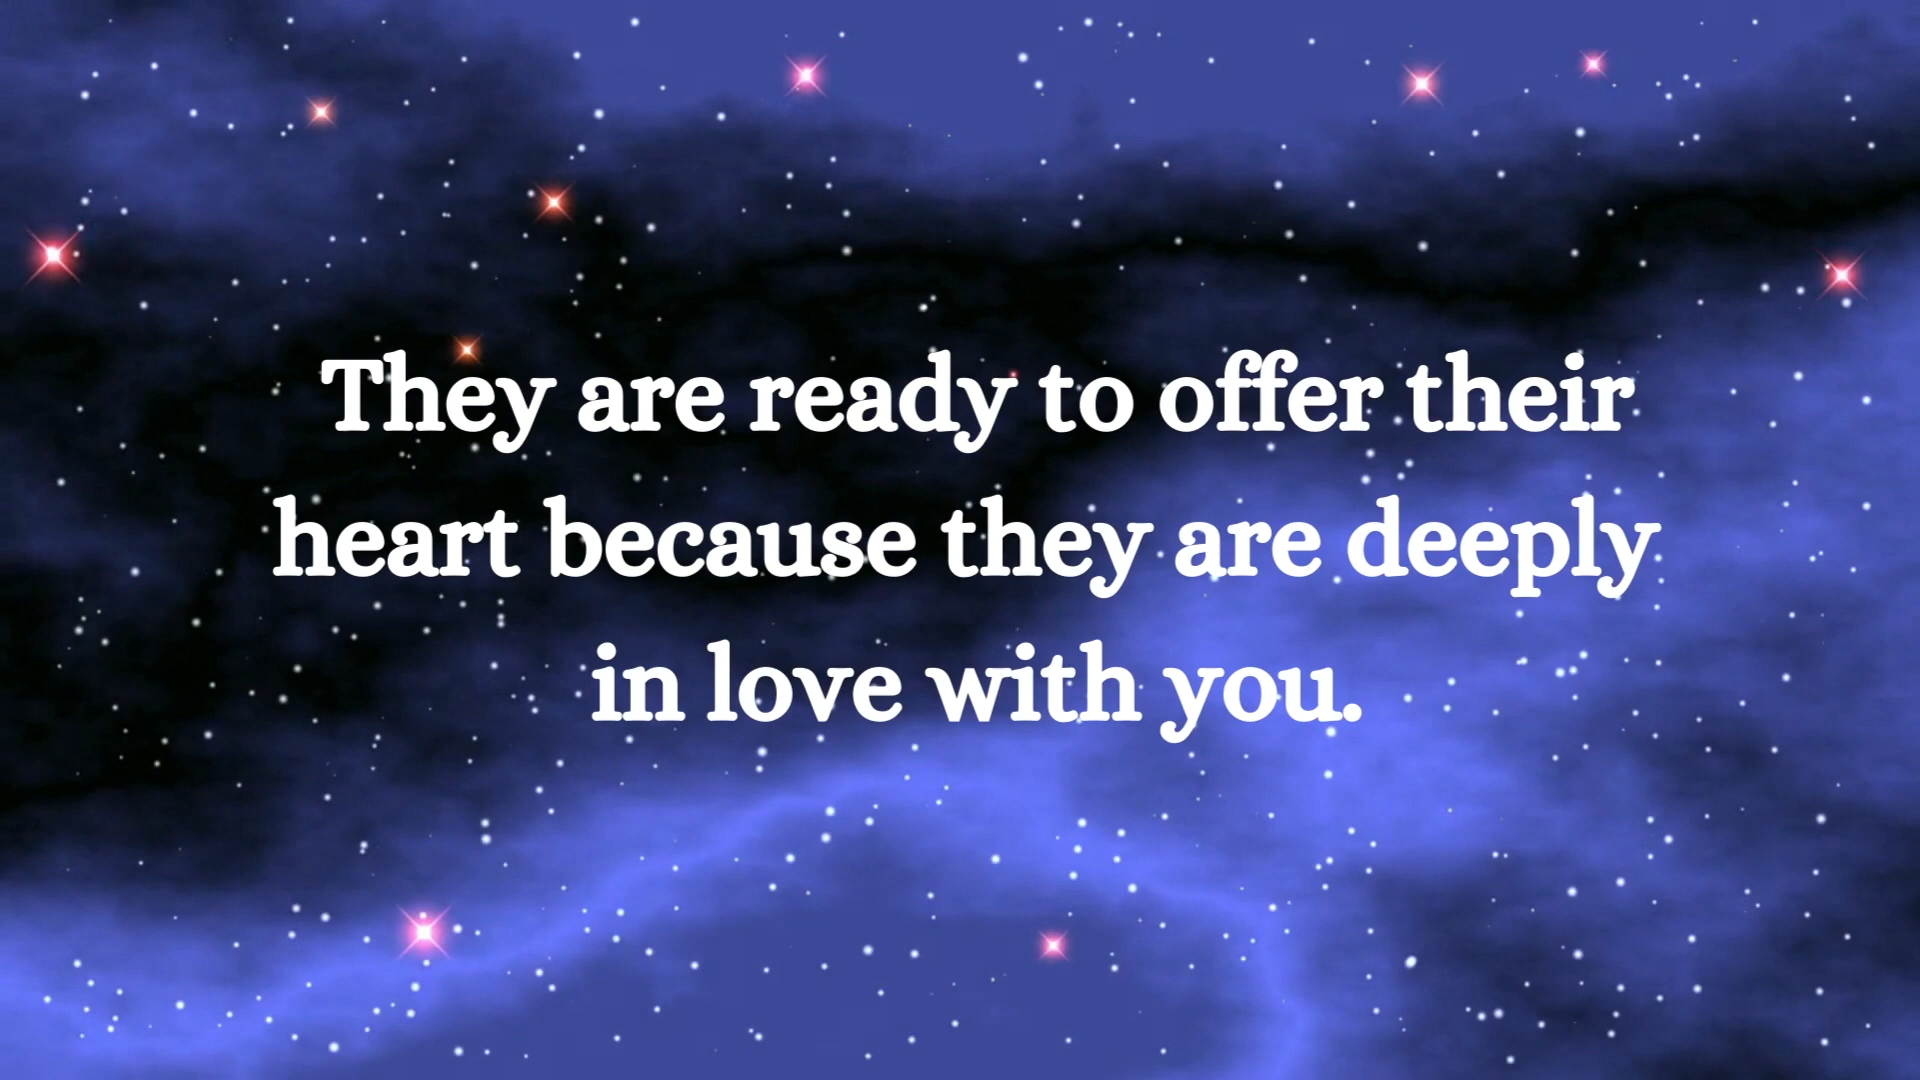 They are ready to offer their
heart because they are deeply
in love with you.